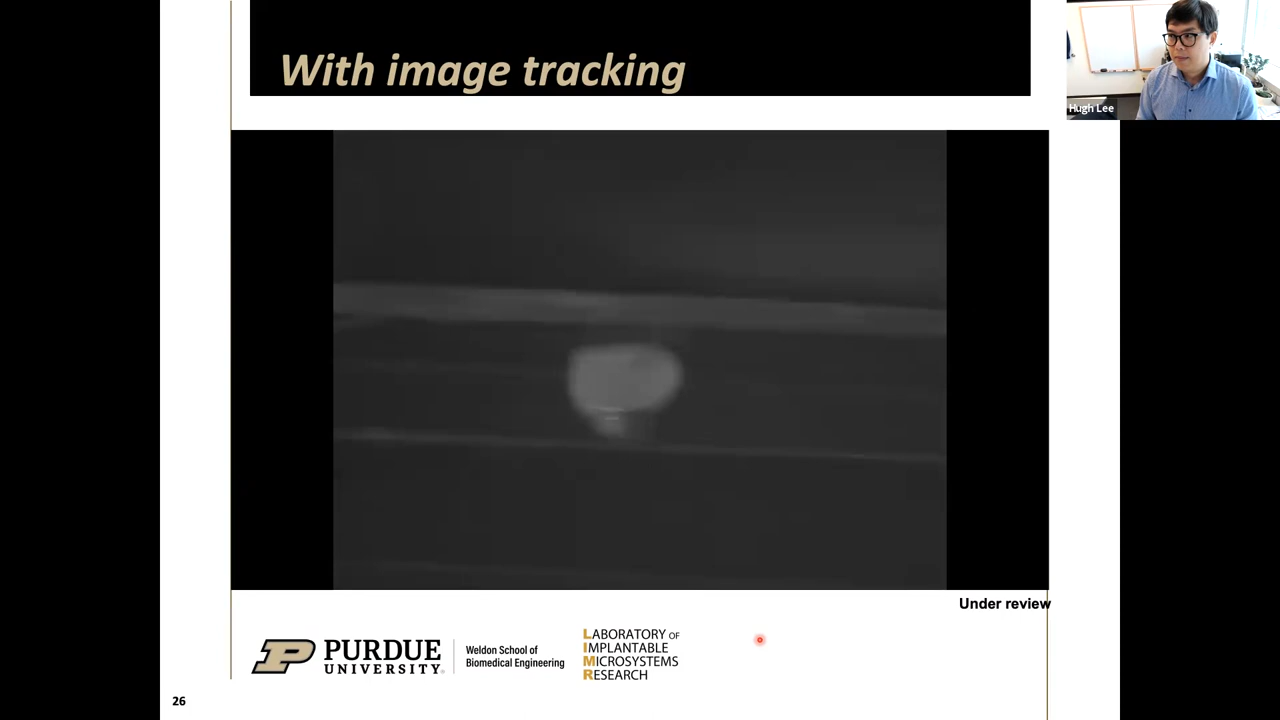 With image tracking
Hugh Lee
Under review
PURDUE
UNIVERSITY
Weldon School of
Biomedical Engineering
LABORATORY OF
IMPLANTABLE
MICROSYSTEMS
RESEARCH
26